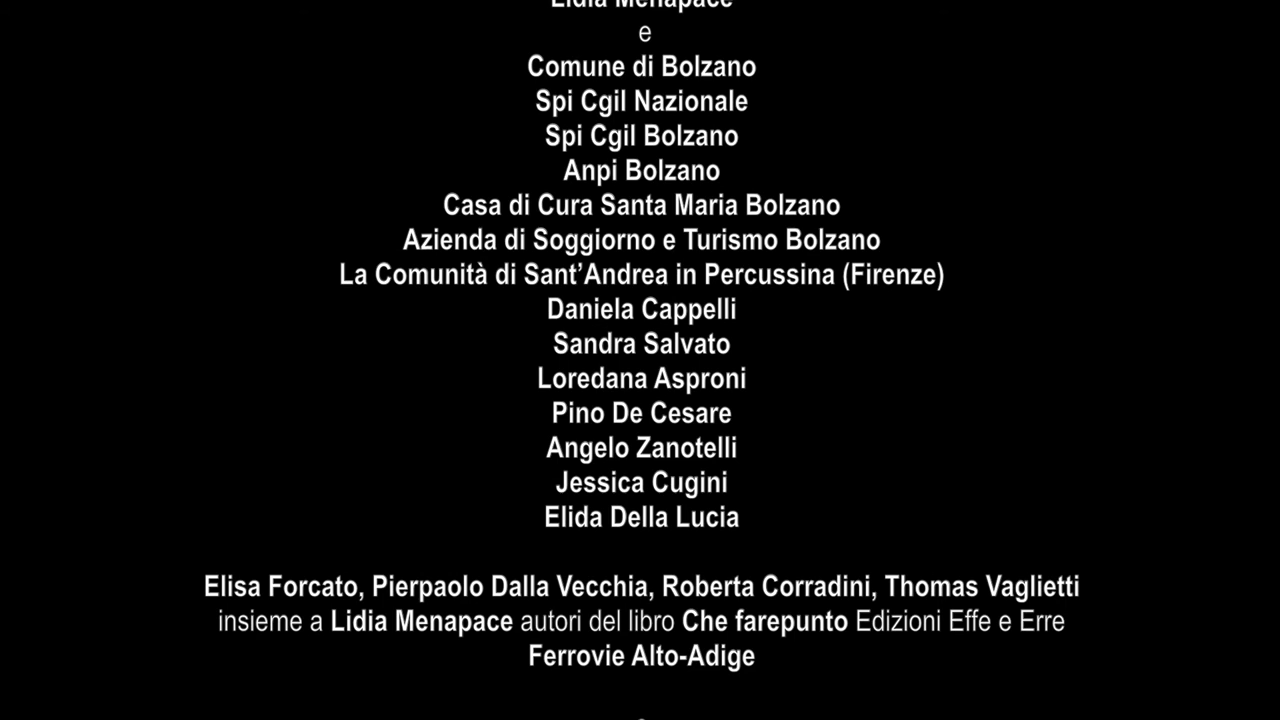 Lidia Menapace
e
Comune di Bolzano
Spi Cgil Nazionale
Spi Cgil Bolzano
Anpi Bolzano
Casa di Cura Santa Maria Bolzano
Azienda di Soggiorno e Turismo Bolzano
La Comunità di Sant’Andrea in Percussina (Firenze)
Daniela Cappelli
Sandra Salvato
Loredana Asproni
Pino De Cesare
Angelo Zanotelli
Jessica Cugini
Elida Della Lucia
Elisa Forcato, Pierpaolo Dalla Vecchia, Roberta Corradini, Thomas Vaglietti
insieme a Lidia Menapace autori del libro Che farepunto Edizioni Effe e Erre
Ferrovie Alto-Adige